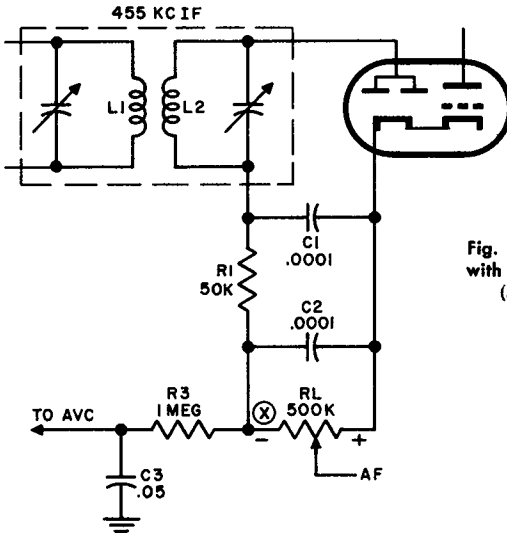 455 KC IF
L1 L2
C1
.0001
R1
50K
C2
.0001
Fig.
with
(
R3
1 MEG
X
RL
500K
TO AVC
- +
C3
.05
AF